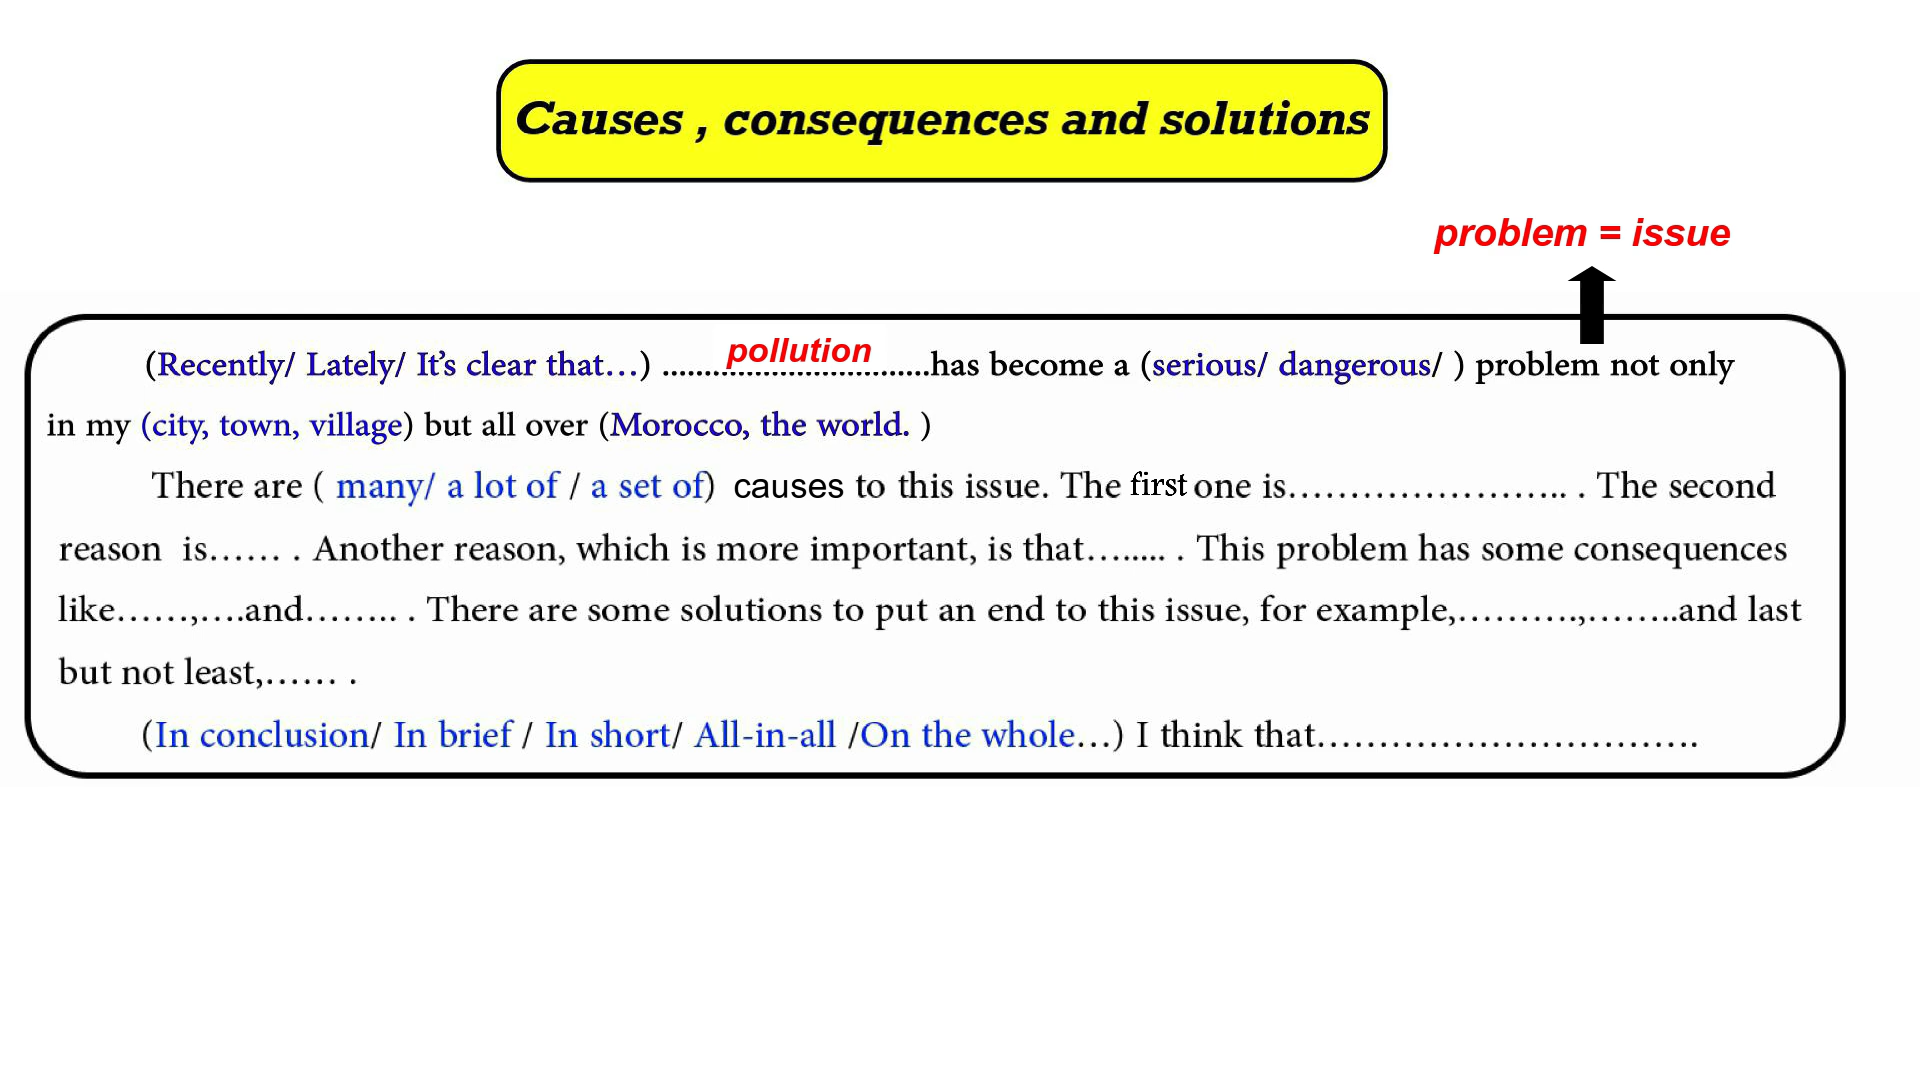 Causes , consequences and solutions
problem = issue
(Recently/ Lately/ It’s clear that…) ......pollution......has become a (serious/ dangerous/ ) problem not only
in my (city, town, village) but all over (Morocco, the world. )
There are ( many/ a lot of / a set of) causes to this issue. The first one is…………………….. . The second
reason is…… . Another reason, which is more important, is that…..... . This problem has some consequences
like……,….and…….. . There are some solutions to put an end to this issue, for example,……….,……..and last
but not least,…… .
(In conclusion/ In brief / In short/ All-in-all /On the whole…) I think that………………………….